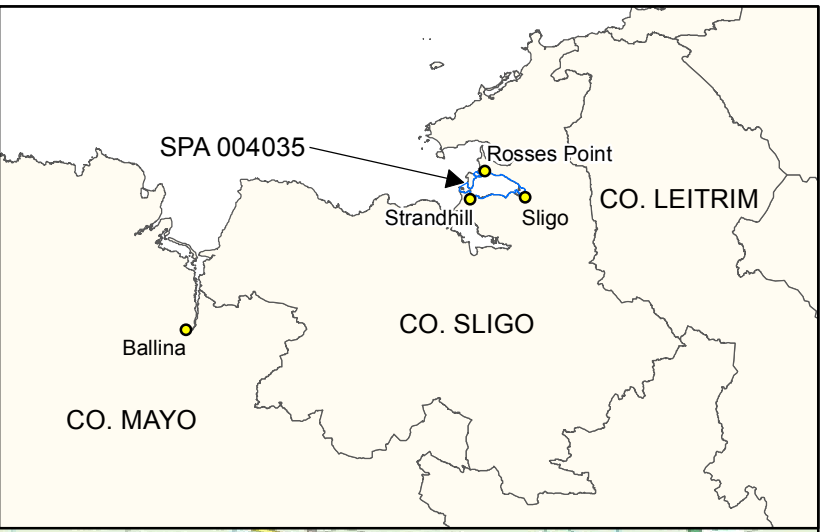 SPA 004035
Rosses Point
CO. LEITRIM
Strandhill
Sligo
CO. SLIGO
Ballina
CO. MAYO